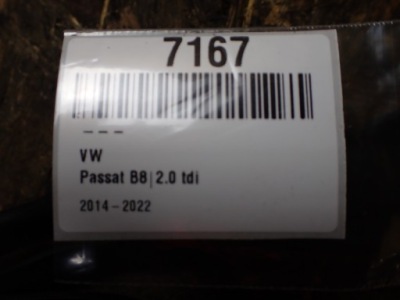 7167
---
VW
Passat B8|2.0 tdi
2014-2022